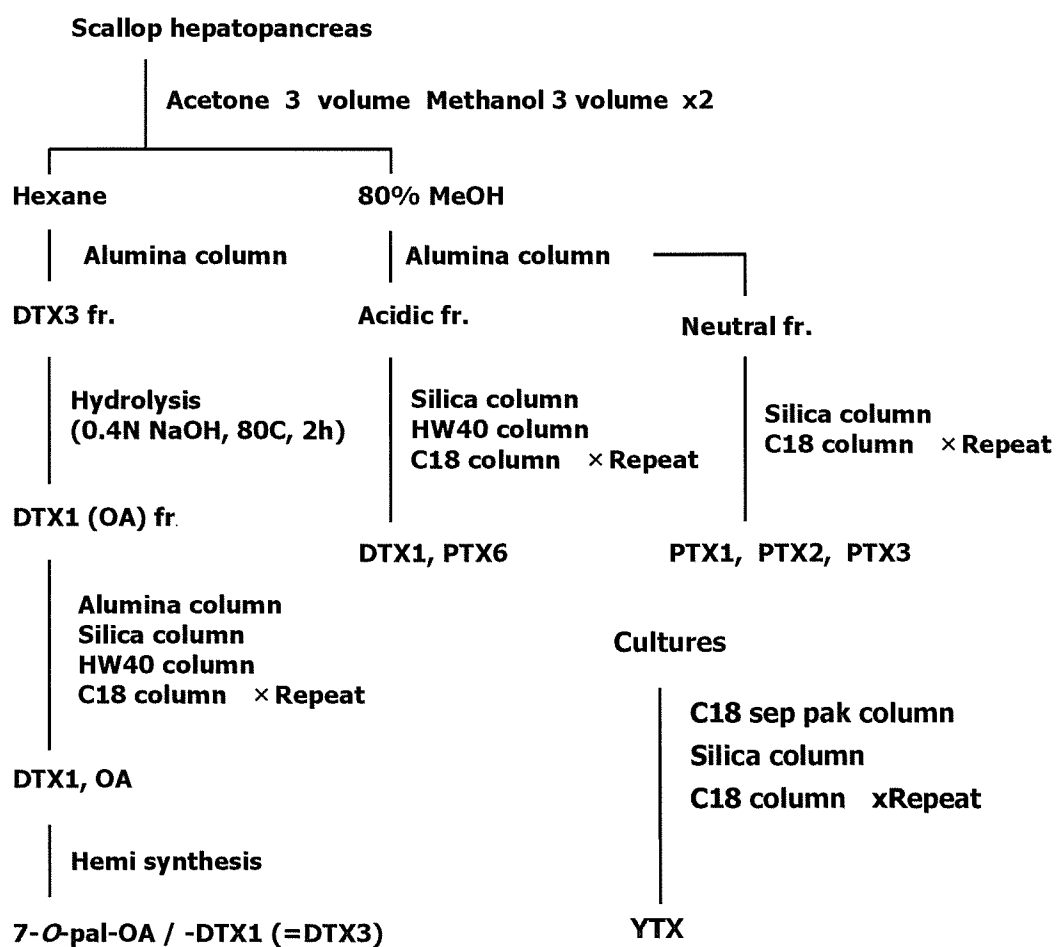 Scallop hepatopancreas
Acetone 3 volume Methanol 3 volume x2
Hexane
80% MeOH
Alumina column
Alumina column
DTX3 fr.
Acidic fr.
Neutral fr.
Hydrolysis
(0.4N NaOH, 80C, 2h)
Silica column
HW40 column
C18 column × Repeat
Silica column
C18 column × Repeat
DTX1 (OA) fr.
DTX1, PTX6
PTX1, PTX2, PTX3
Alumina column
Silica column
HW40 column
C18 column × Repeat
Cultures
C18 sep pak column
Silica column
C18 column xRepeat
DTX1, OA
Hemi synthesis
7-O-pal-OA / -DTX1 (=DTX3)
YTX